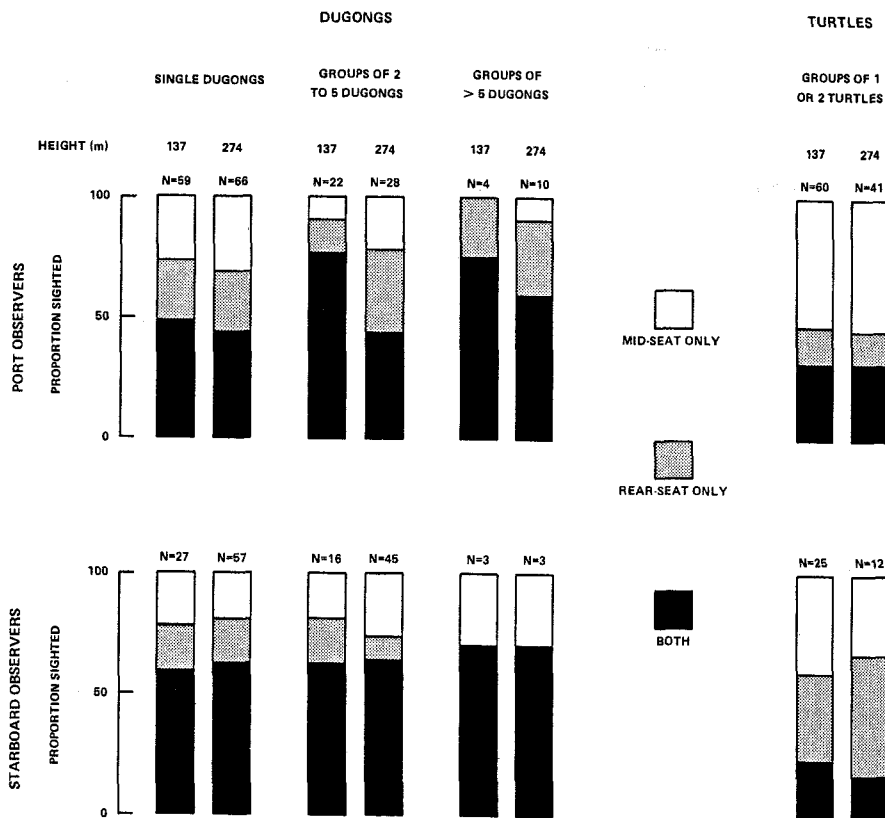 DUGONGS
TURTLES
SINGLE DUGONGS
GROUPS OF 2
TO 5 DUGONGS
GROUPS OF
> 5 DUGONGS
GROUPS OF 1
OR 2 TURTLES
HEIGHT (m) 137 274 137 274 137 274 137 274
N=59 N=66 N=22 N=28 N=4 N=10 N=60 N=41
PORT OBSERVERS
PROPORTION SIGHTED
100
50
0
MID-SEAT ONLY
REAR-SEAT ONLY
BOTH
N=27 N=57 N=16 N=45 N=3 N=3 N=25 N=12
STARBOARD OBSERVERS
PROPORTION SIGHTED
100
50
0